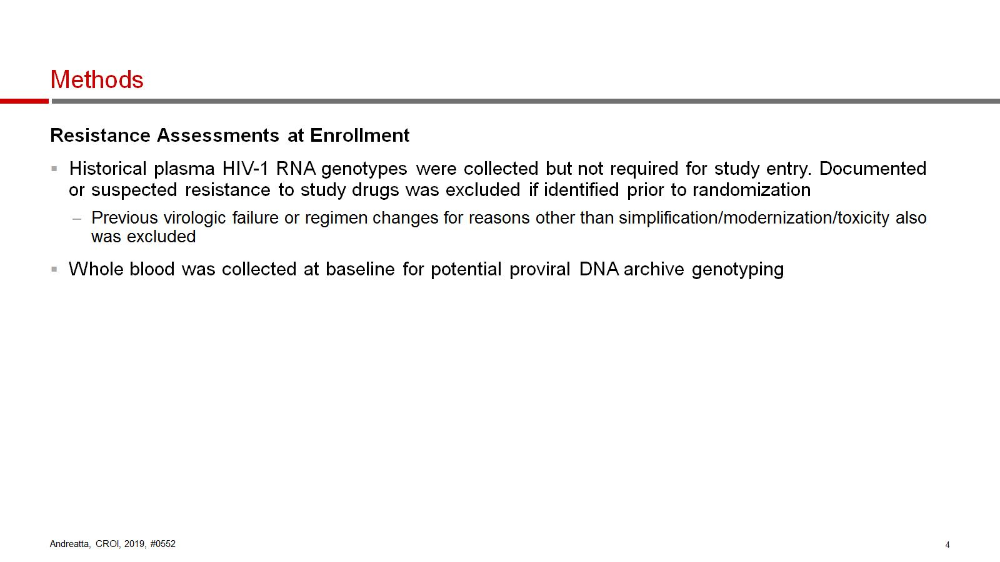 Methods
Resistance Assessments at Enrollment
▪ Historical plasma HIV-1 RNA genotypes were collected but not required for study entry. Documented
or suspected resistance to study drugs was excluded if identified prior to randomization
– Previous virologic failure or regimen changes for reasons other than simplification/modernization/toxicity also
was excluded
▪ Whole blood was collected at baseline for potential proviral DNA archive genotyping
Andreatta, CROI, 2019, #0552
4